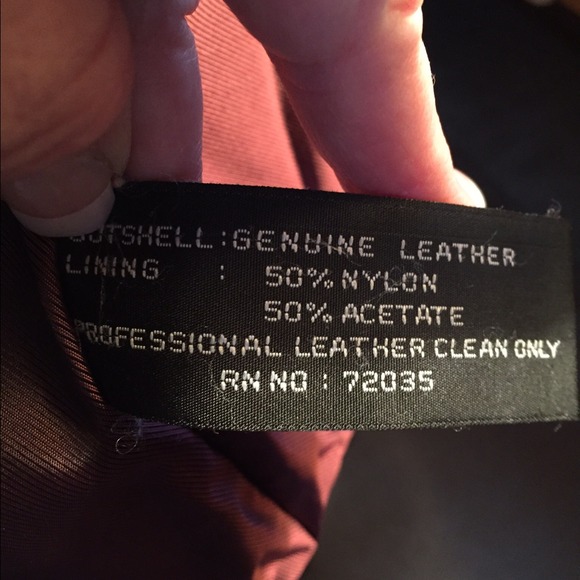 OUTSHELL:GENUINE LEATHER
LINING : 50% NYLON
50% ACETATE
PROFESSIONAL LEATHER CLEAN ONLY
RN NO : 72035